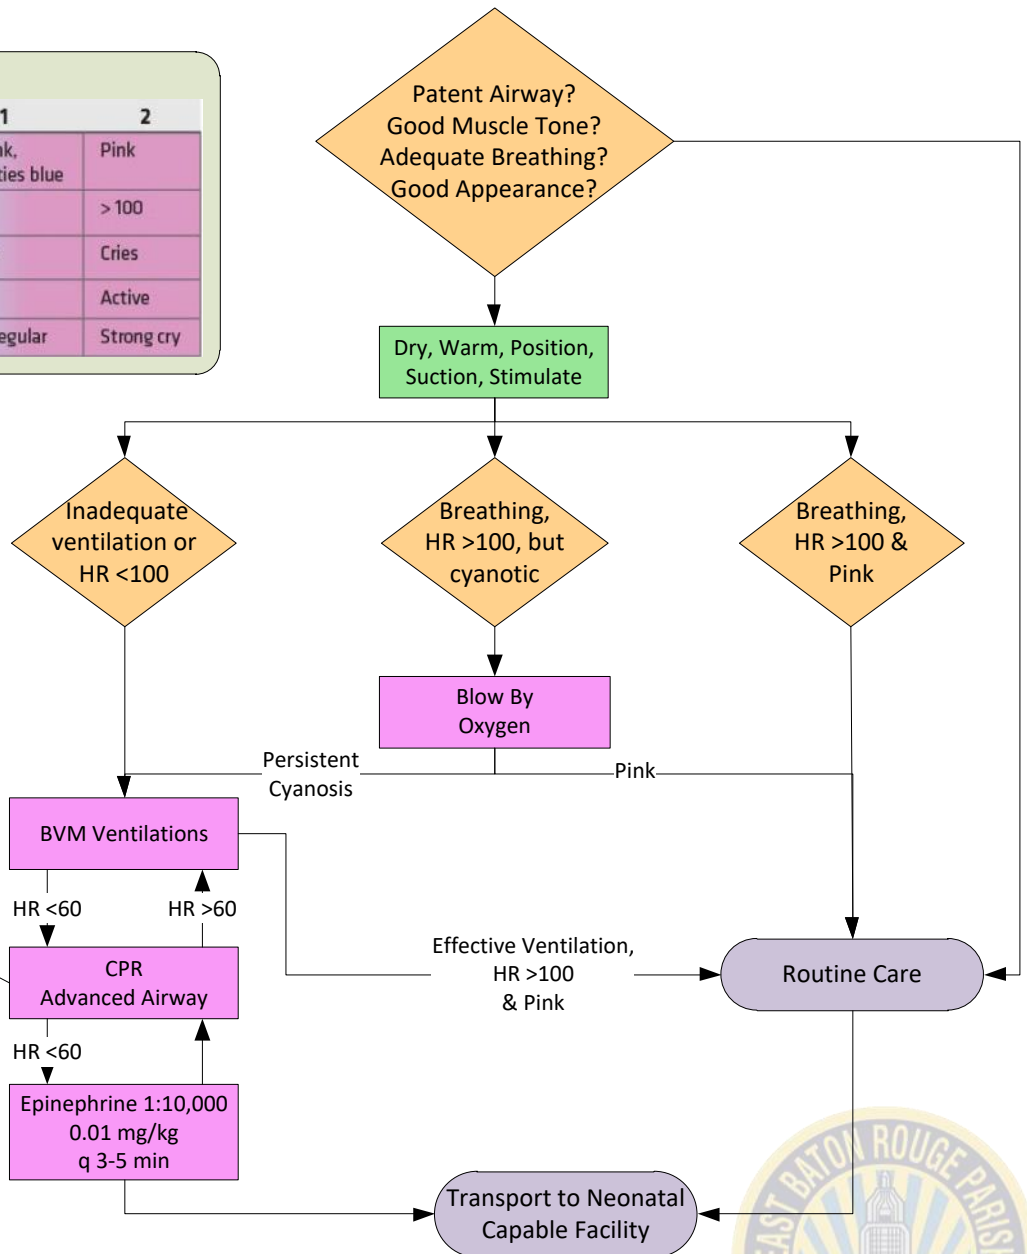 1 2
Pink
ties blue
> 100
Cries
Active
egular Strong cry
Patent Airway?
Good Muscle Tone?
Adequate Breathing?
Good Appearance?
Dry, Warm, Position,
Suction, Stimulate
Inadequate
ventilation or
HR <100
Breathing,
HR >100, but
cyanotic
Breathing,
HR >100 &
Pink
Blow By
Oxygen
Persistent
Cyanosis
Pink
BVM Ventilations
HR <60
HR >60
CPR
Advanced Airway
Effective Ventilation,
HR >100
& Pink
Routine Care
HR <60
Epinephrine 1:10,000
0.01 mg/kg
q 3-5 min
Transport to Neonatal
Capable Facility
EAST BATON ROUGE PARIS